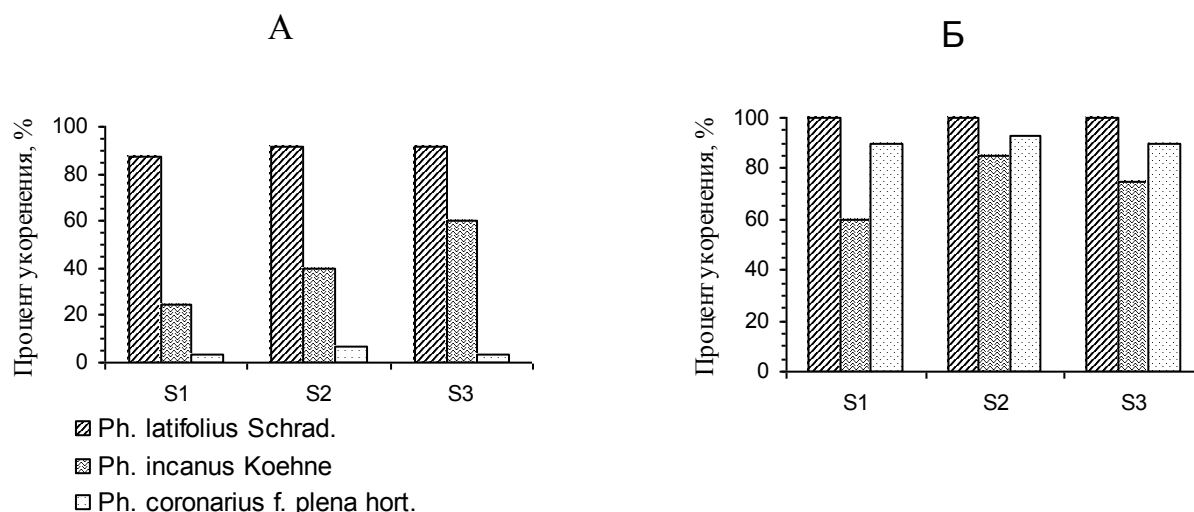 А
Процент укоренения, %
100
80
60
40
20
0
S1 S2 S3
Ph. latifolius Schrad.
Ph. incanus Koehne
Ph. coronarius f. plena hort.
Б
Процент укоренения, %
100
80
60
40
20
0
S1 S2 S3